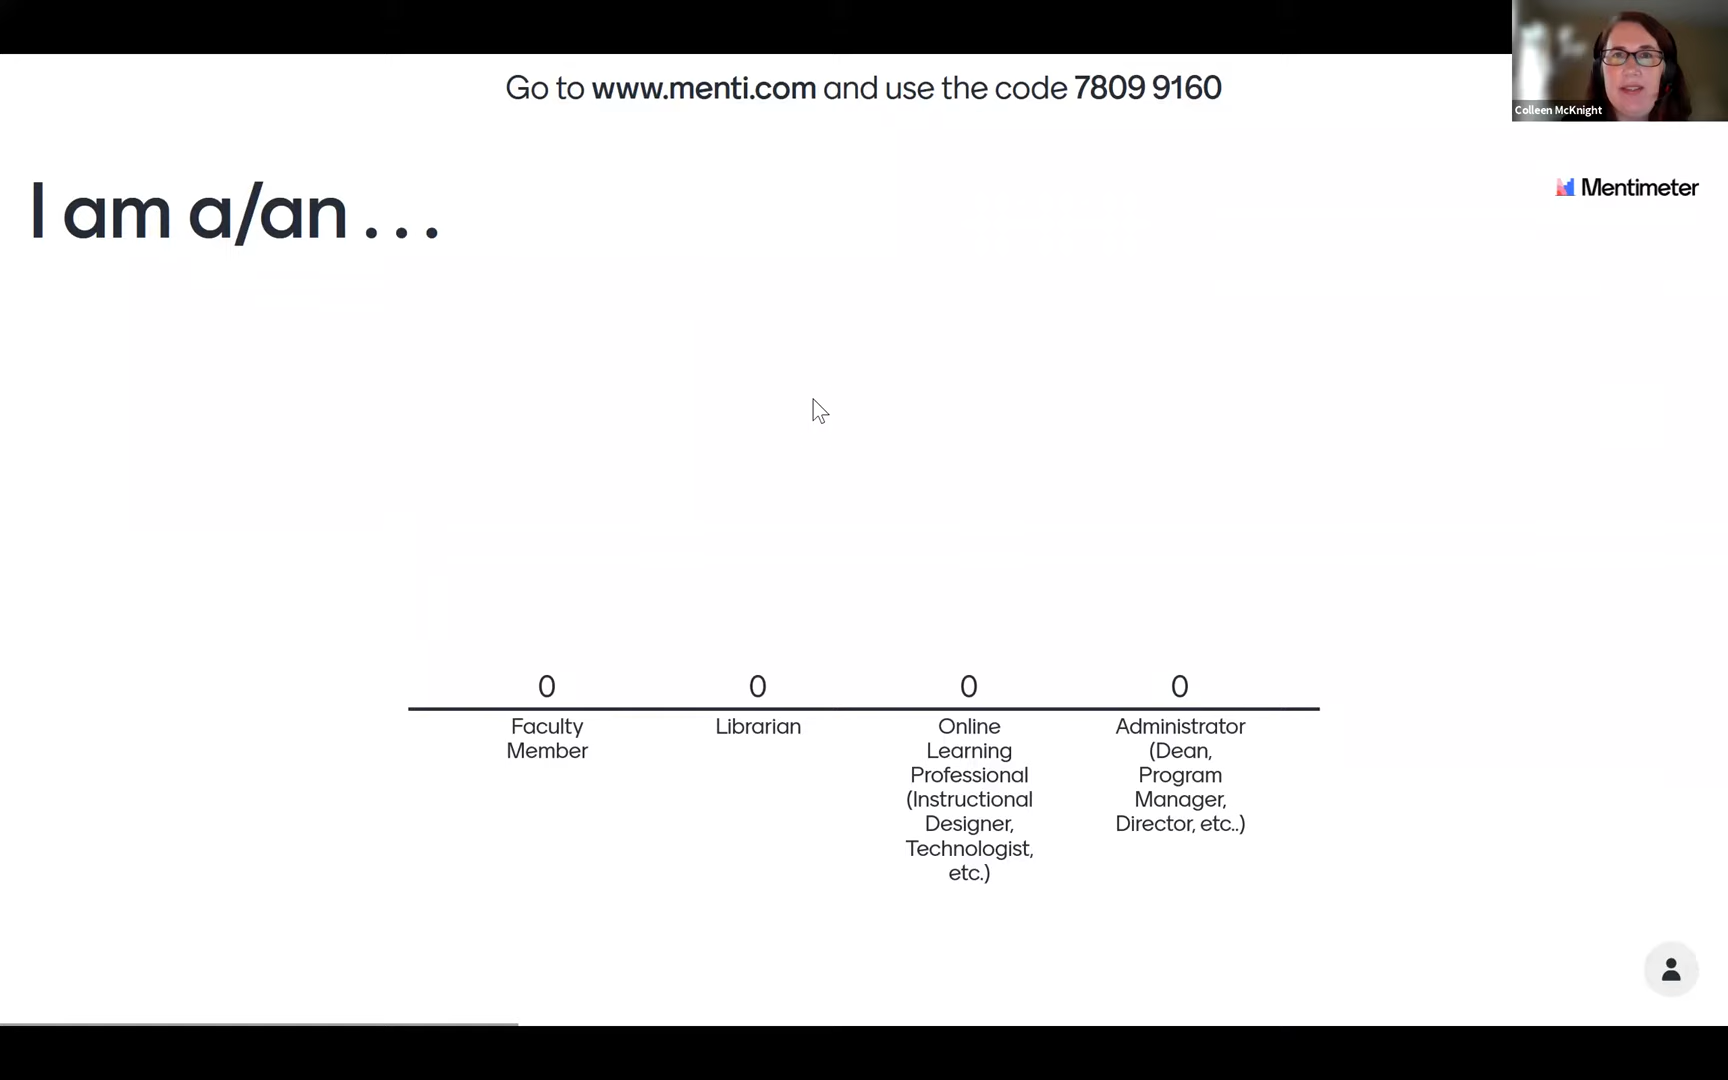 Go to www.menti.com and use the code 7809 9160
Colleen McKnight
Mentimeter
I am a/an . . .
0 0 0 0
Faculty
Member
Librarian
Online
Learning
Professional
(Instructional
Designer,
Technologist,
etc.)
Administrator
(Dean,
Program
Manager,
Director, etc..)